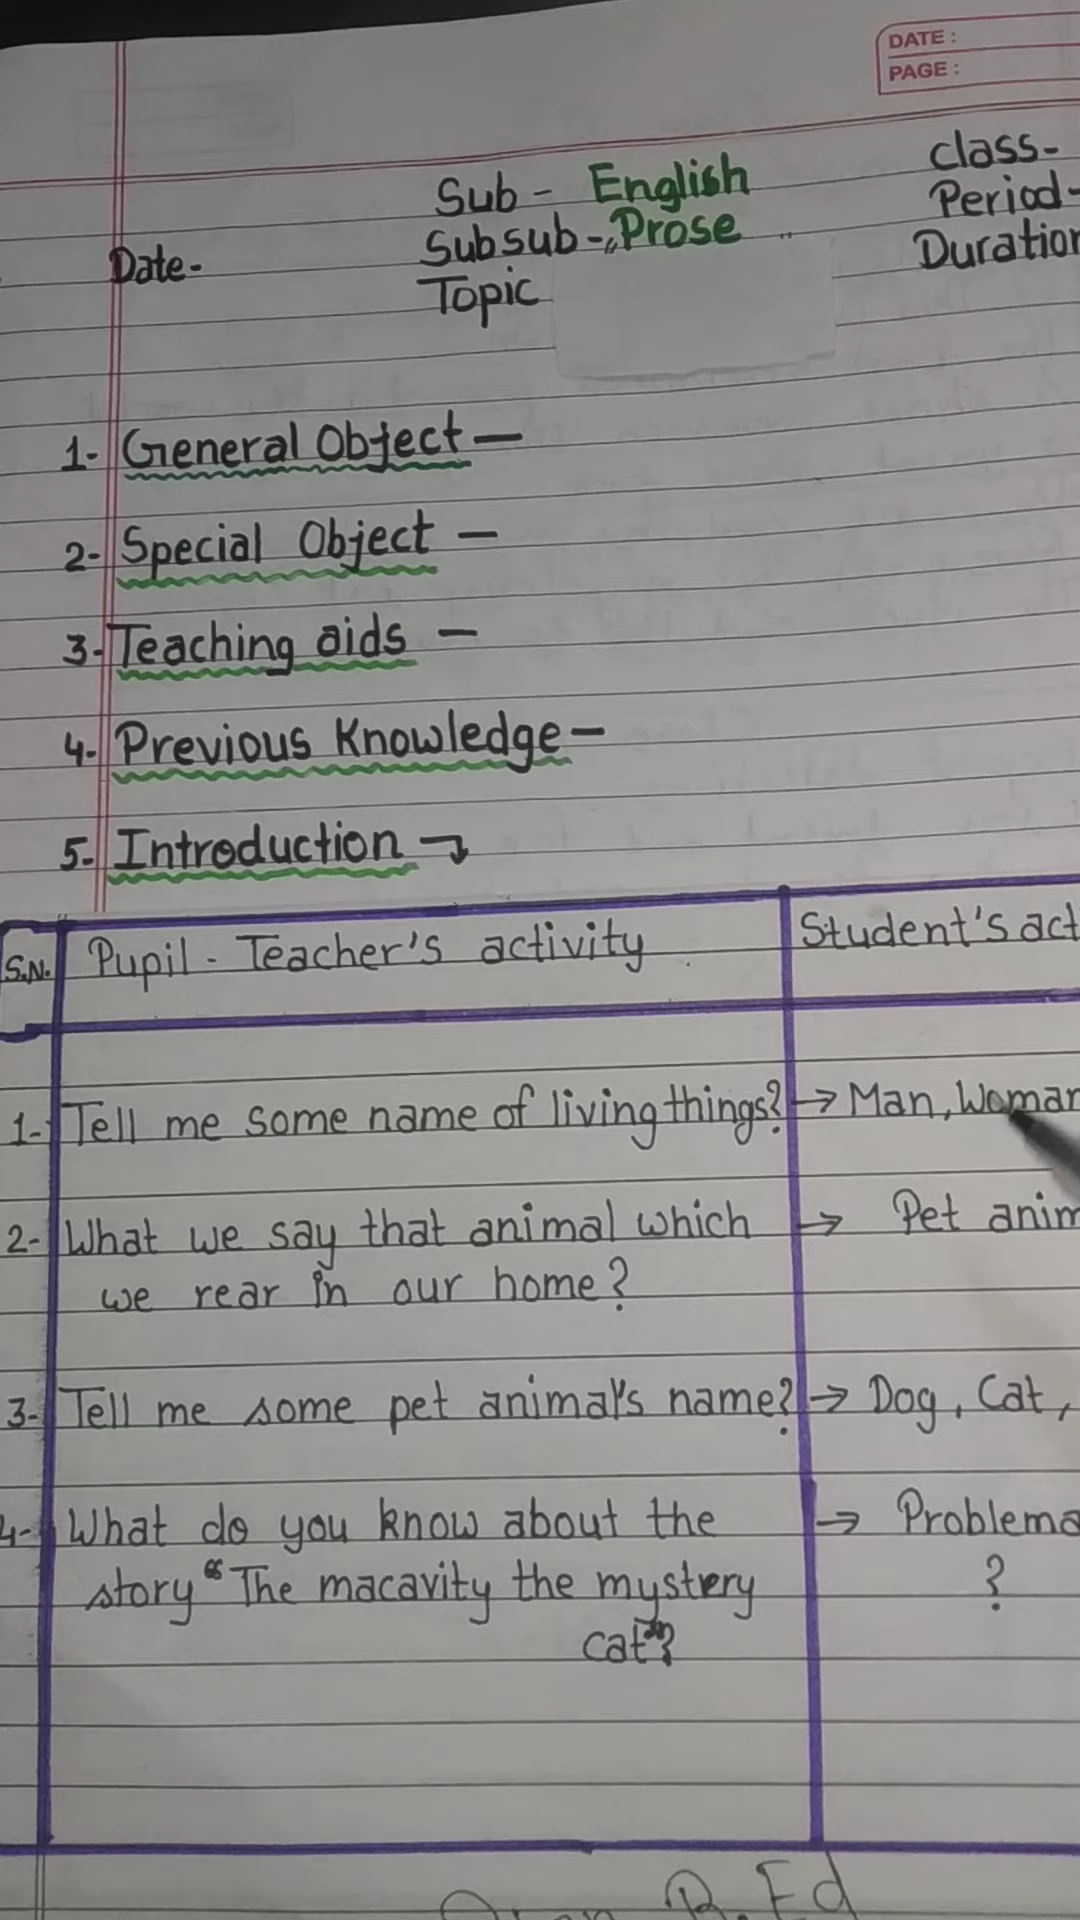 DATE :
PAGE :
Sub - English
class-
Subsub-,,Prose ,,
Period-
Date-
Topic
Duration
1- General Object —
2- Special Object —
3- Teaching aids —
4- Previous Knowledge —
5- Introduction →
S.N. Pupil - Teacher's activity Student's act
1- Tell me some name of living things? → Man, Woman
2- What we say that animal which → Pet anim
we rear in our home?
3- Tell me some pet animal's name? → Dog, Cat,
4- What do you know about the → Problema
story "The macavity the mystery ?
cat"?
B.Ed